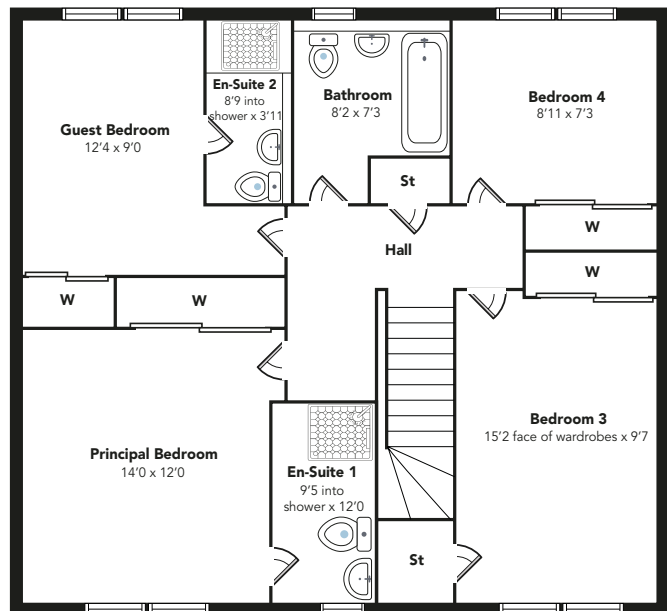 En-Suite 2
8'9 into
shower x 3'11
Bathroom
8'2 x 7'3
Bedroom 4
8'11 x 7'3
Guest Bedroom
12'4 x 9'0
St
W
Hall
W
W
W
Bedroom 3
15'2 face of wardrobes x 9'7
Principal Bedroom
14'0 x 12'0
En-Suite 1
9'5 into
shower x 12'0
St